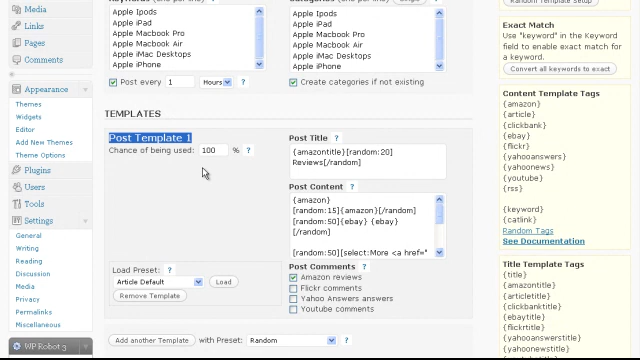 Media
Links
Pages
Comments
Appearance
Themes
Widgets
Editor
Add New Themes
Theme Options
Plugins
Users
Tools
Settings
General
Writing
Reading
Discussion
Media
Privacy
Permalinks
Miscellaneous
WP Robot 3
Apple Ipods
Apple iPad
Apple Macbook Pro
Apple Macbook Air
Apple iMac Desktops
Apple iPhone
Post every 1 Hours ?
Apple Ipods
Apple iPad
Apple Macbook Pro
Apple Macbook Air
Apple iMac Desktops
Apple iPhone
Create categories if not existing
TEMPLATES
Post Template 1
Chance of being used: 100 % ?
Load Preset: ?
Article Default Load
Remove Template
Post Title ?
{amazontitle}[random:20]
Reviews[/random]
Post Content ?
{amazon}
[random:15]{amazon}[/random]
[random:50]{ebay} {ebay}
[/random]
[random:50][select:More <a href="
Post Comments ?
Amazon reviews
Flickr comments
Yahoo Answers answers
Youtube comments
Add another Template with Preset: Random ?
Random Template Setup
Exact Match
Use "keyword" in the Keyword
field to enable exact match for
a keyword.
Convert all keywords to exact
Content Template Tags
{amazon}
{article}
{clickbank}
{ebay}
{flickr}
{yahooanswers}
{yahoonews}
{youtube}
{rss}
{keyword}
{catlink}
Random Tags
See Documentation
Title Template Tags
{title}
{amazontitle}
{articletitle}
{clickbanktitle}
{ebaytitle}
{flickrtitle}
{yahooanswerstitle}
{yahoonewstitle}
{youtubetitle}